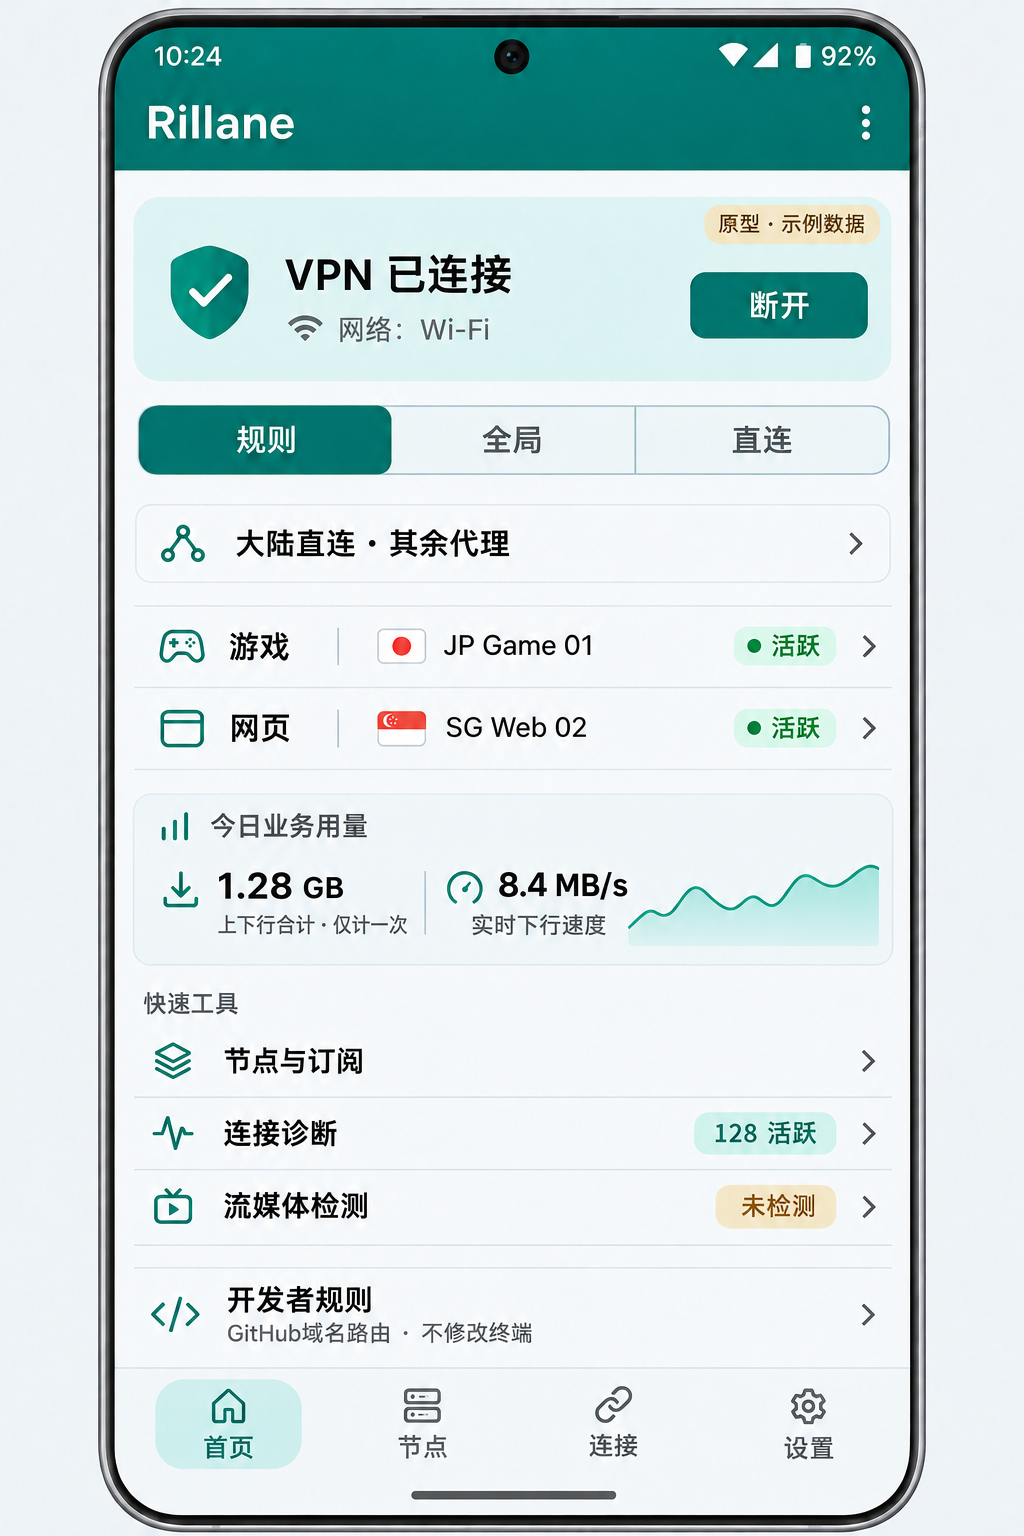 10:24
92%
Rillane
原型 · 示例数据
VPN 已连接
断开
网络: Wi-Fi
规则
全局
直连
大陆直连 · 其余代理
游戏
JP Game 01
活跃
网页
SG Web 02
活跃
今日业务用量
1.28 GB
8.4 MB/s
上下行合计 · 仅计一次
实时下行速度
快速工具
节点与订阅
连接诊断
128 活跃
流媒体检测
未检测
开发者规则
GitHub域名路由 · 不修改终端
首页
节点
连接
设置